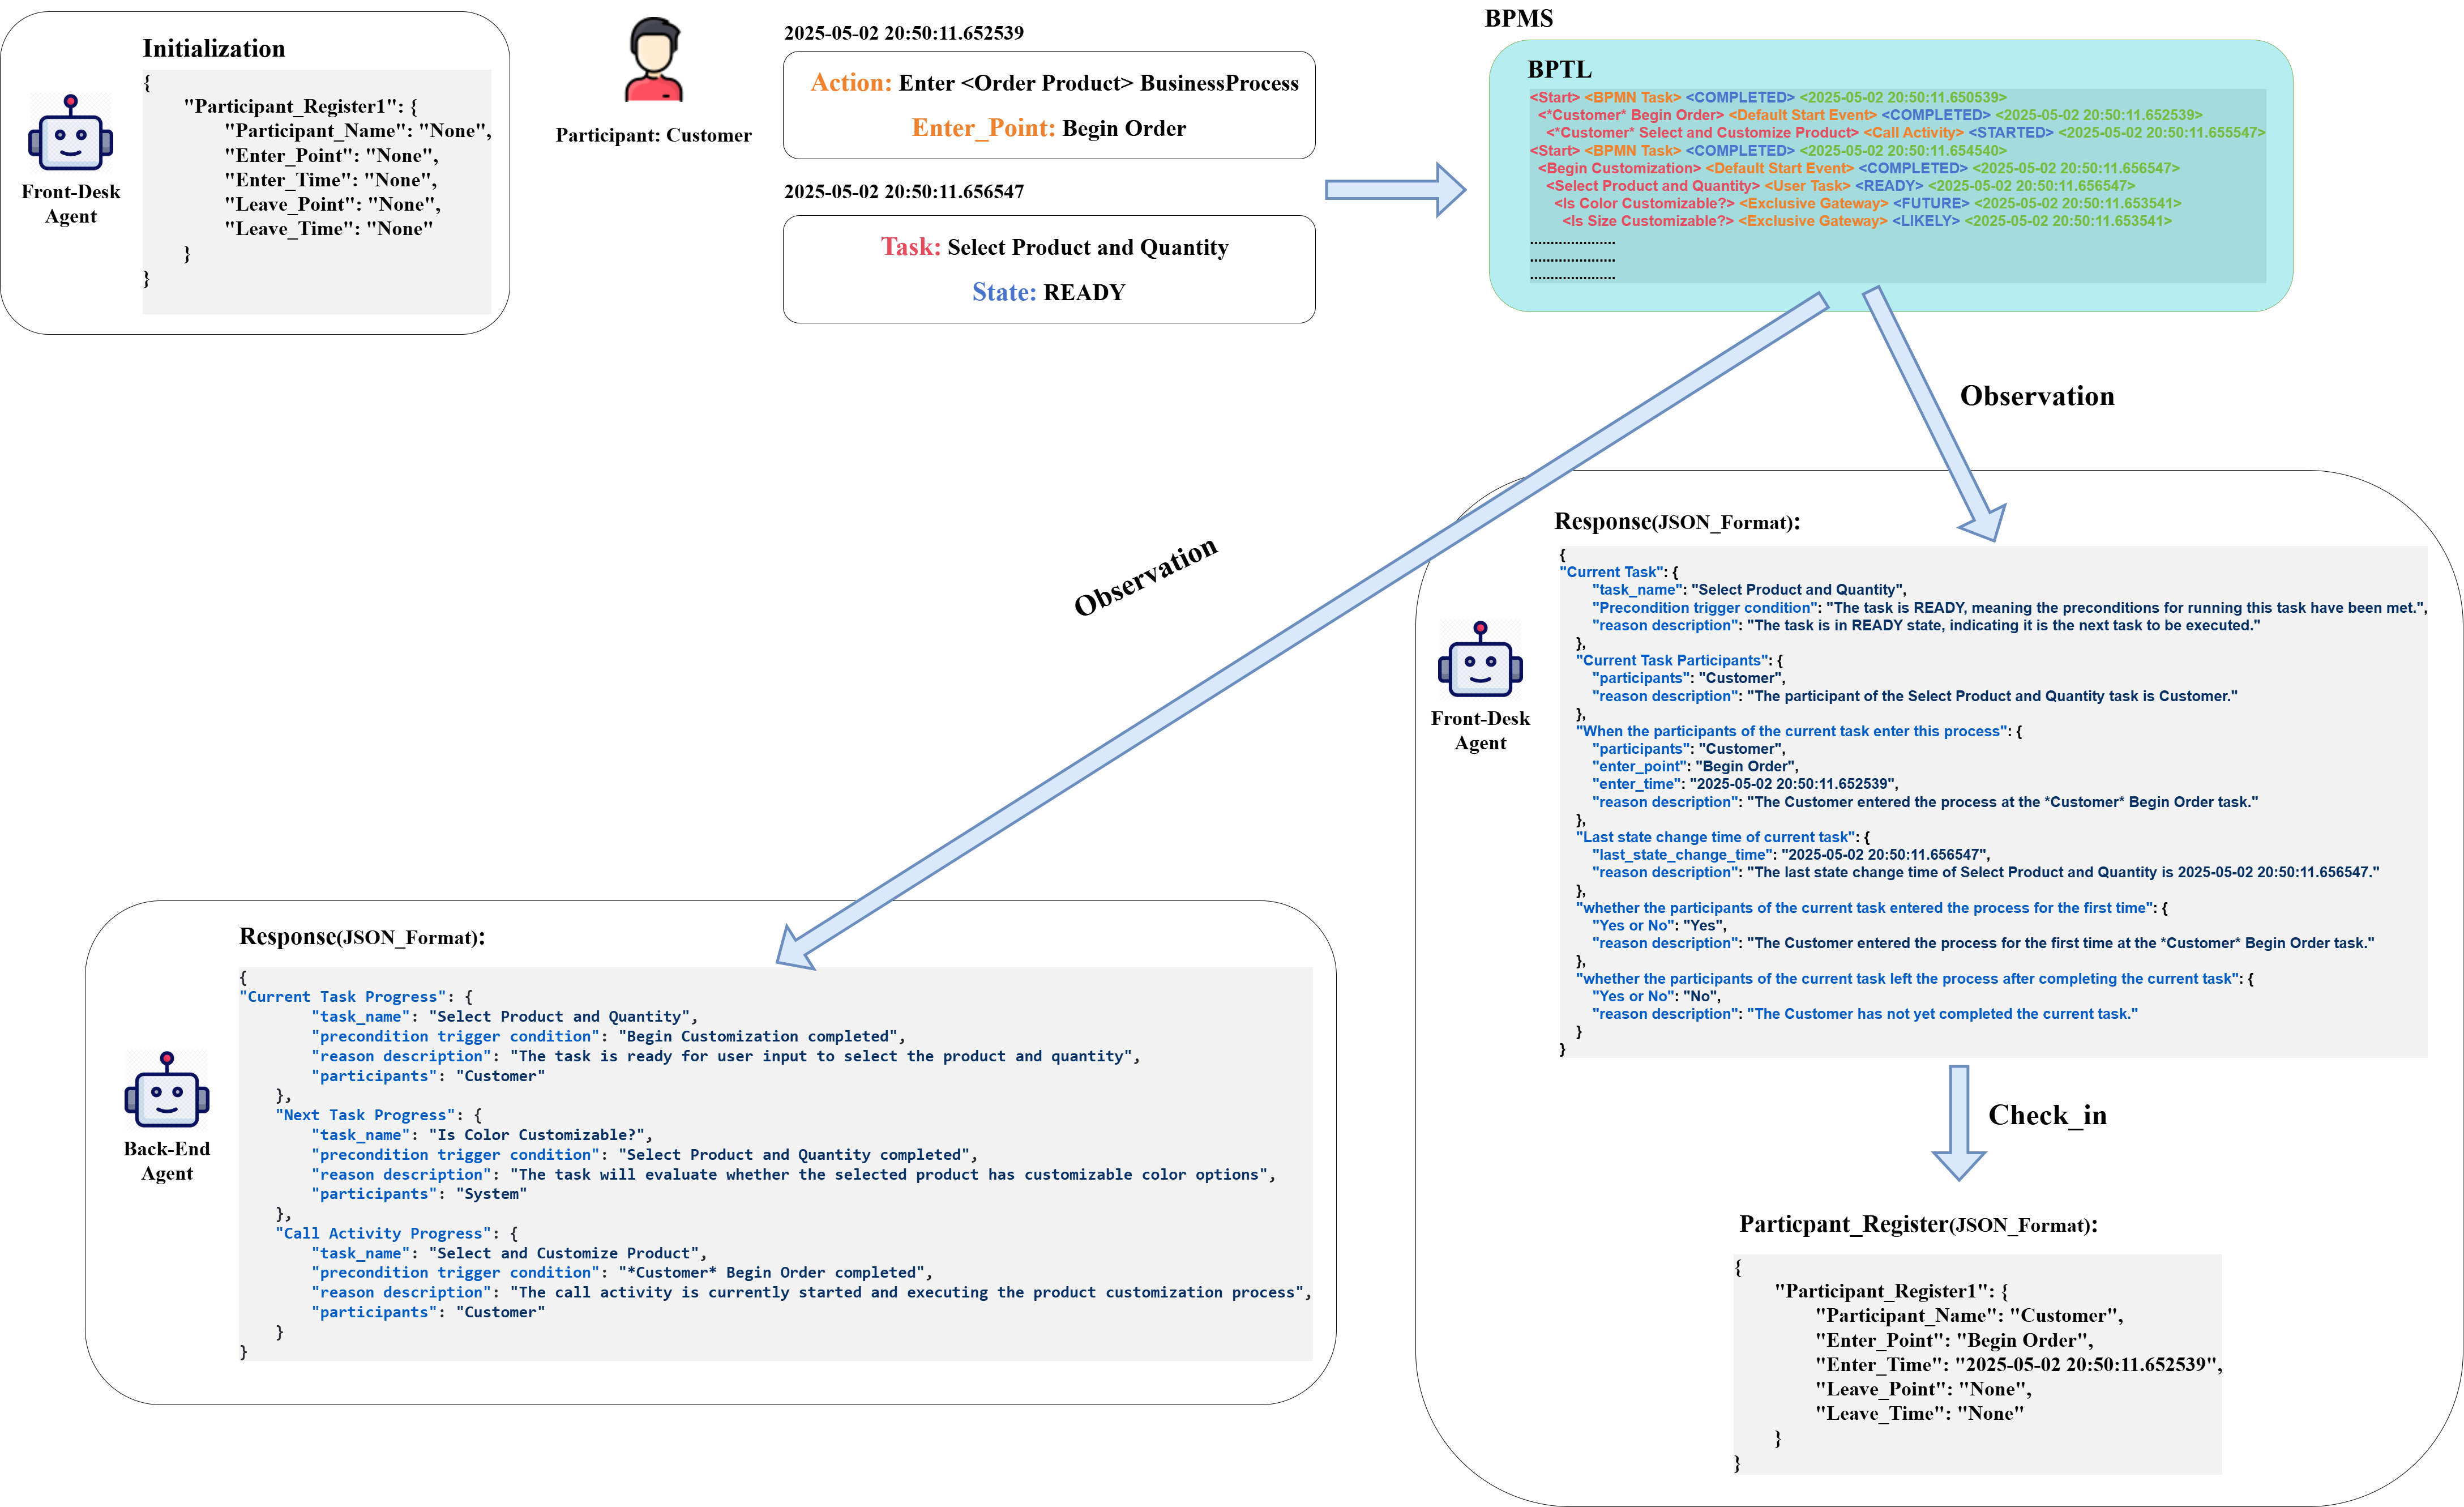 Initialization
{
"Participant_Register1": {
"Participant_Name": "None",
"Enter_Point": "None",
"Enter_Time": "None",
"Leave_Point": "None",
"Leave_Time": "None"
}
}
Front-Desk
Agent
Participant: Customer
2025-05-02 20:50:11.652539
Action: Enter <Order Product> BusinessProcess
Enter_Point: Begin Order
2025-05-02 20:50:11.656547
Task: Select Product and Quantity
State: READY
BPMS
BPTL
<Start> <BPMN Task> <COMPLETED> <2025-05-02 20:50:11.650539>
<*Customer* Begin Order> <Default Start Event> <COMPLETED> <2025-05-02 20:50:11.652539>
<*Customer* Select and Customize Product> <Call Activity> <STARTED> <2025-05-02 20:50:11.655547>
<Start> <BPMN Task> <COMPLETED> <2025-05-02 20:50:11.654540>
<Begin Customization> <Default Start Event> <COMPLETED> <2025-05-02 20:50:11.656547>
<Select Product and Quantity> <User Task> <READY> <2025-05-02 20:50:11.656547>
<Is Color Customizable?> <Exclusive Gateway> <FUTURE> <2025-05-02 20:50:11.653541>
<Is Size Customizable?> <Exclusive Gateway> <LIKELY> <2025-05-02 20:50:11.653541>
.....................
.....................
.....................
Observation
Observation
Response(JSON_Format):
{
"Current Task": {
"task_name": "Select Product and Quantity",
"Precondition trigger condition": "The task is READY, meaning the preconditions for running this task have been met.",
"reason description": "The task is in READY state, indicating it is the next task to be executed."
},
"Current Task Participants": {
"participants": "Customer",
"reason description": "The participant of the Select Product and Quantity task is Customer."
},
"When the participants of the current task enter this process": {
"participants": "Customer",
"enter_point": "Begin Order",
"enter_time": "2025-05-02 20:50:11.652539",
"reason description": "The Customer entered the process at the *Customer* Begin Order task."
},
"Last state change time of current task": {
"last_state_change_time": "2025-05-02 20:50:11.656547",
"reason description": "The last state change time of Select Product and Quantity is 2025-05-02 20:50:11.656547."
},
"whether the participants of the current task entered the process for the first time": {
"Yes or No": "Yes",
"reason description": "The Customer entered the process for the first time at the *Customer* Begin Order task."
},
"whether the participants of the current task left the process after completing the current task": {
"Yes or No": "No",
"reason description": "The Customer has not yet completed the current task."
}
}
Front-Desk
Agent
Check_in
Particpant_Register(JSON_Format):
{
"Participant_Register1": {
"Participant_Name": "Customer",
"Enter_Point": "Begin Order",
"Enter_Time": "2025-05-02 20:50:11.652539",
"Leave_Point": "None",
"Leave_Time": "None"
}
}
Response(JSON_Format):
{
"Current Task Progress": {
"task_name": "Select Product and Quantity",
"precondition trigger condition": "Begin Customization completed",
"reason description": "The task is ready for user input to select the product and quantity",
"participants": "Customer"
},
"Next Task Progress": {
"task_name": "Is Color Customizable?",
"precondition trigger condition": "Select Product and Quantity completed",
"reason description": "The task will evaluate whether the selected product has customizable color options",
"participants": "System"
},
"Call Activity Progress": {
"task_name": "Select and Customize Product",
"precondition trigger condition": "*Customer* Begin Order completed",
"reason description": "The call activity is currently started and executing the product customization process",
"participants": "Customer"
}
}
Back-End
Agent